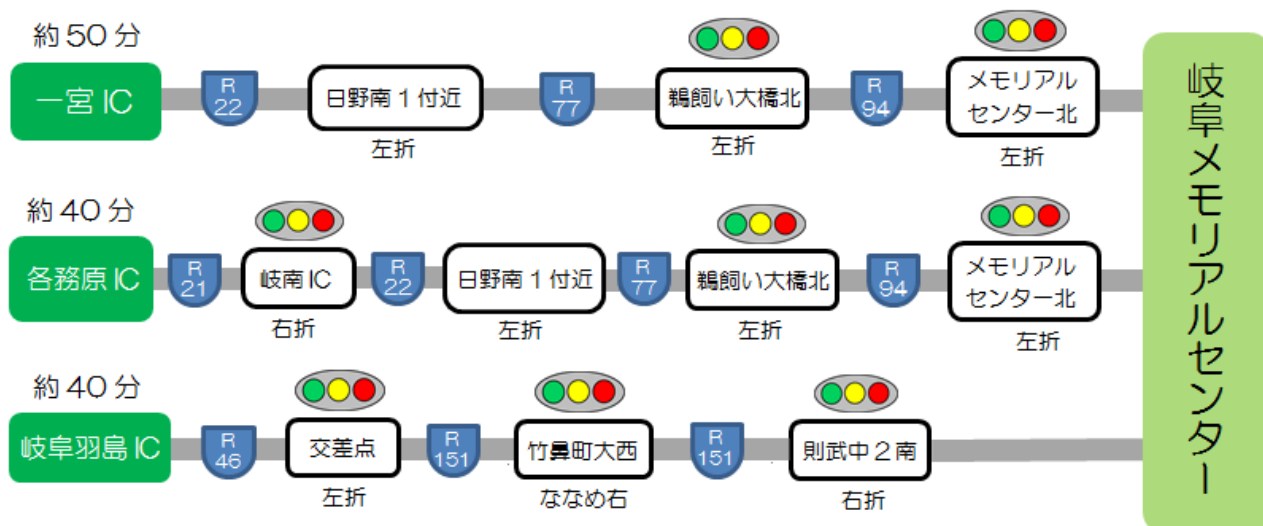 約50分
一宮IC
R
22
日野南1付近
左折
R
77
鵜飼い大橋北
左折
R
94
メモリアル
センター北
左折
約40分
各務原IC
R
21
岐南IC
右折
R
22
日野南1付近
左折
R
77
鵜飼い大橋北
左折
R
94
メモリアル
センター北
左折
約40分
岐阜羽島IC
R
46
交差点
左折
R
151
竹鼻町大西
ななめ右
R
151
則武中2南
右折
岐阜メモリアルセンター